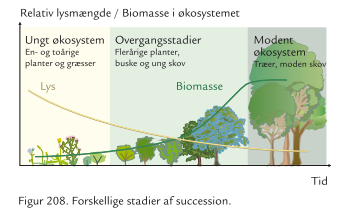 Relativ lysmængde / Biomasse i økosystemet
Ungt økosystem
En- og toårige
planter og græsser
Overgangsstadier
Flerårige planter,
buske og ung skov
Modent
økosystem
Træer, moden skov
Lys
Biomasse
Tid
Figur 208. Forskellige stadier af succession.